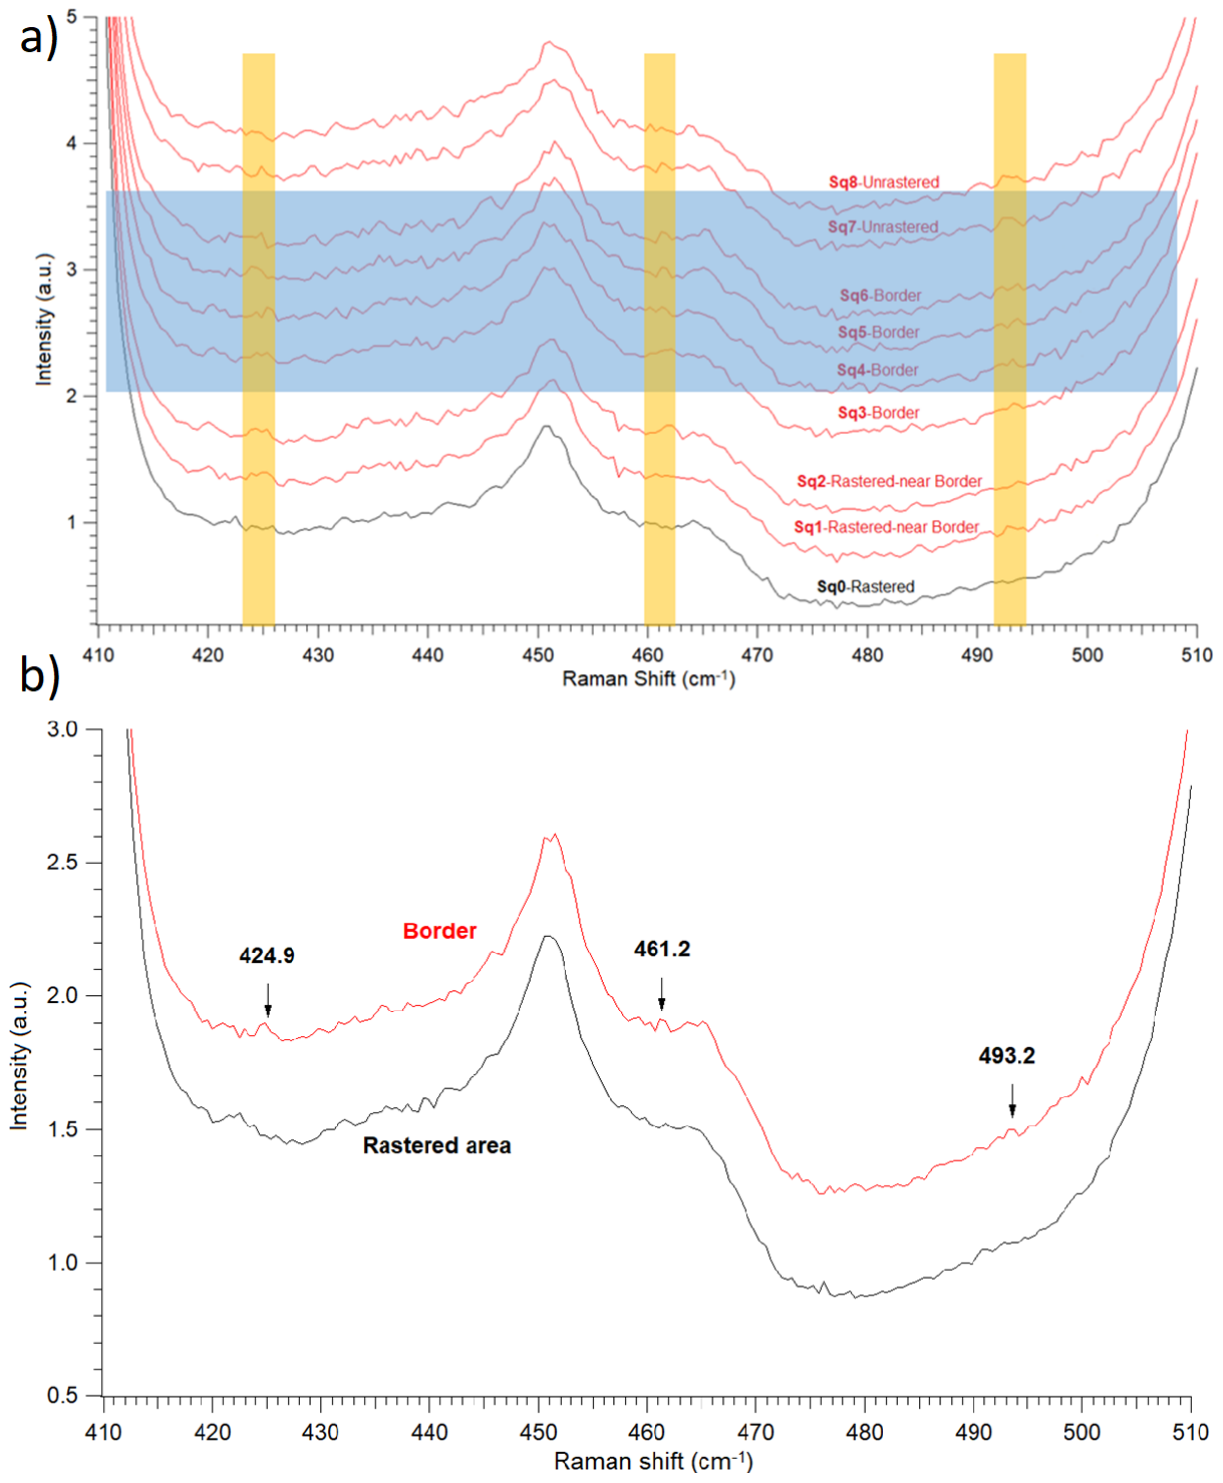 a)
5
4
3
2
1
Intensity (a.u.)
Sq8-Unrastered
Sq7-Unrastered
Sq6-Border
Sq5-Border
Sq4-Border
Sq3-Border
Sq2-Rastered-near Border
Sq1-Rastered-near Border
Sq0-Rastered
410 420 430 440 450 460 470 480 490 500 510
Raman Shift (cm⁻¹)
b)
3.0
2.5
2.0
1.5
1.0
0.5
Intensity (a.u.)
Border
424.9
461.2
493.2
Rastered area
410 420 430 440 450 460 470 480 490 500 510
Raman shift (cm⁻¹)